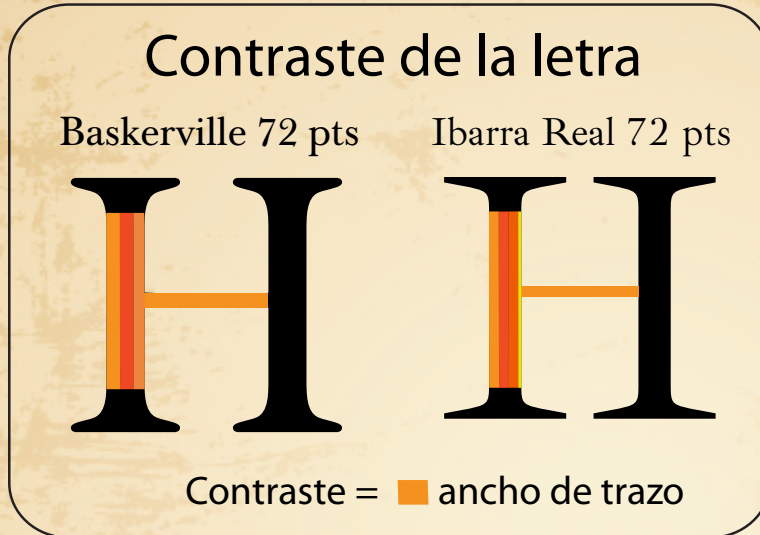 Contraste de la letra
Baskerville 72 pts
Ibarra Real 72 pts
H
H
Contraste = ancho de trazo